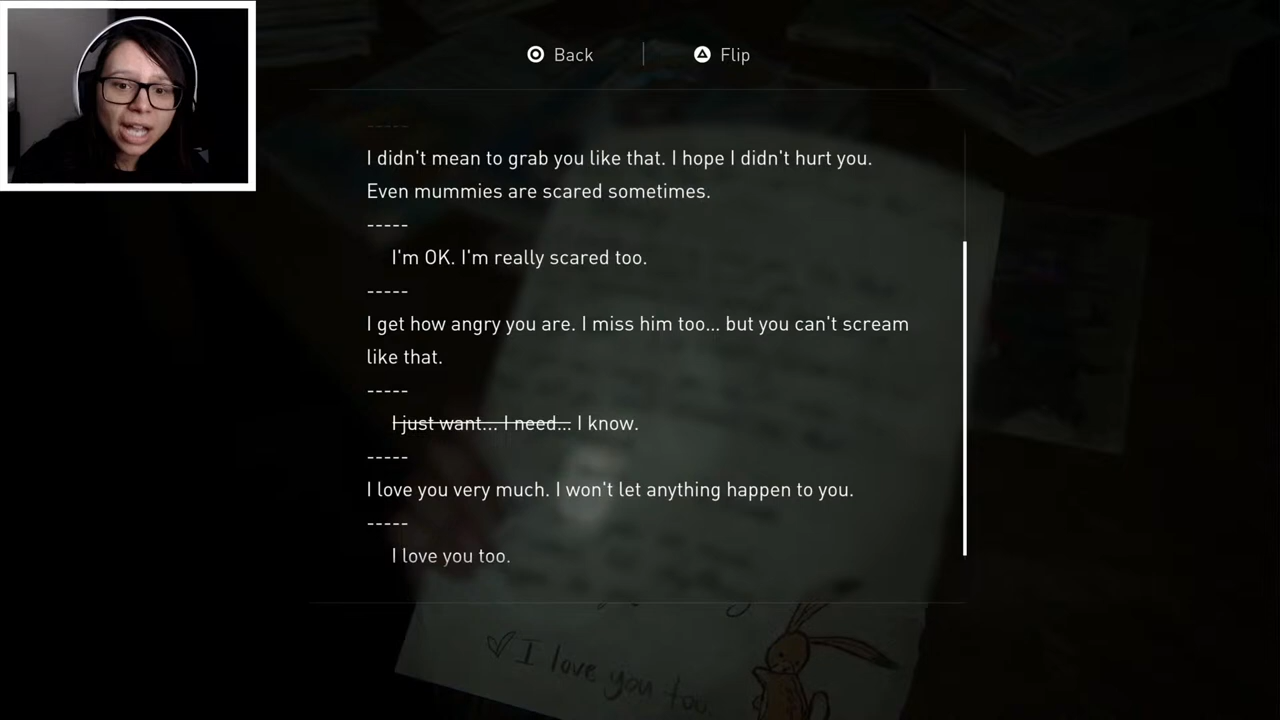 Back | Flip
-----
I didn't mean to grab you like that. I hope I didn't hurt you.
Even mummies are scared sometimes.
-----
I'm OK. I'm really scared too.
-----
I get how angry you are. I miss him too... but you can't scream
like that.
-----
I just want... I need... I know.
-----
I love you very much. I won't let anything happen to you.
-----
I love you too.
I love you too.